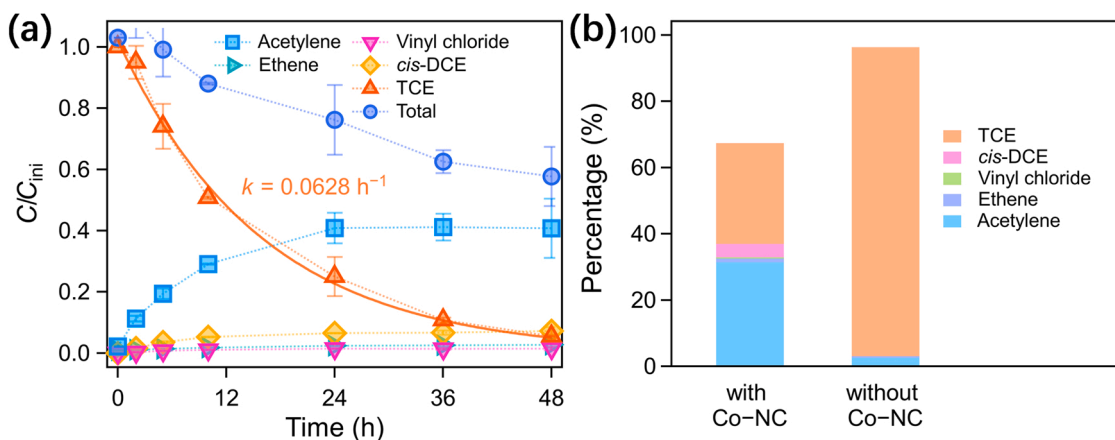 (a)
Acetylene
Ethene
Vinyl chloride
cis-DCE
TCE
Total
k = 0.0628 h⁻¹
C/Cini
1.0
0.8
0.6
0.4
0.2
0.0
0 12 24 36 48
Time (h)
(b)
Percentage (%)
100
80
60
40
20
0
TCE
cis-DCE
Vinyl chloride
Ethene
Acetylene
with
Co−NC
without
Co−NC